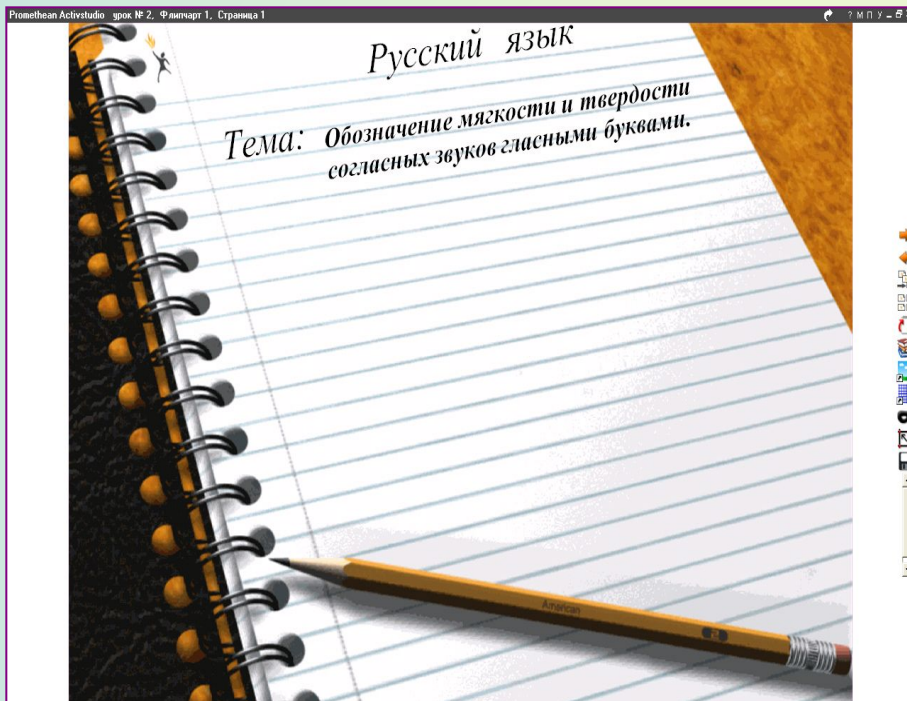 Promethean Activstudio урок № 2, Флипчарт 1, Страница 1
? М П У
Русский язык
Тема: Обозначение мягкости и твердости
согласных звуков гласными буквами.
American